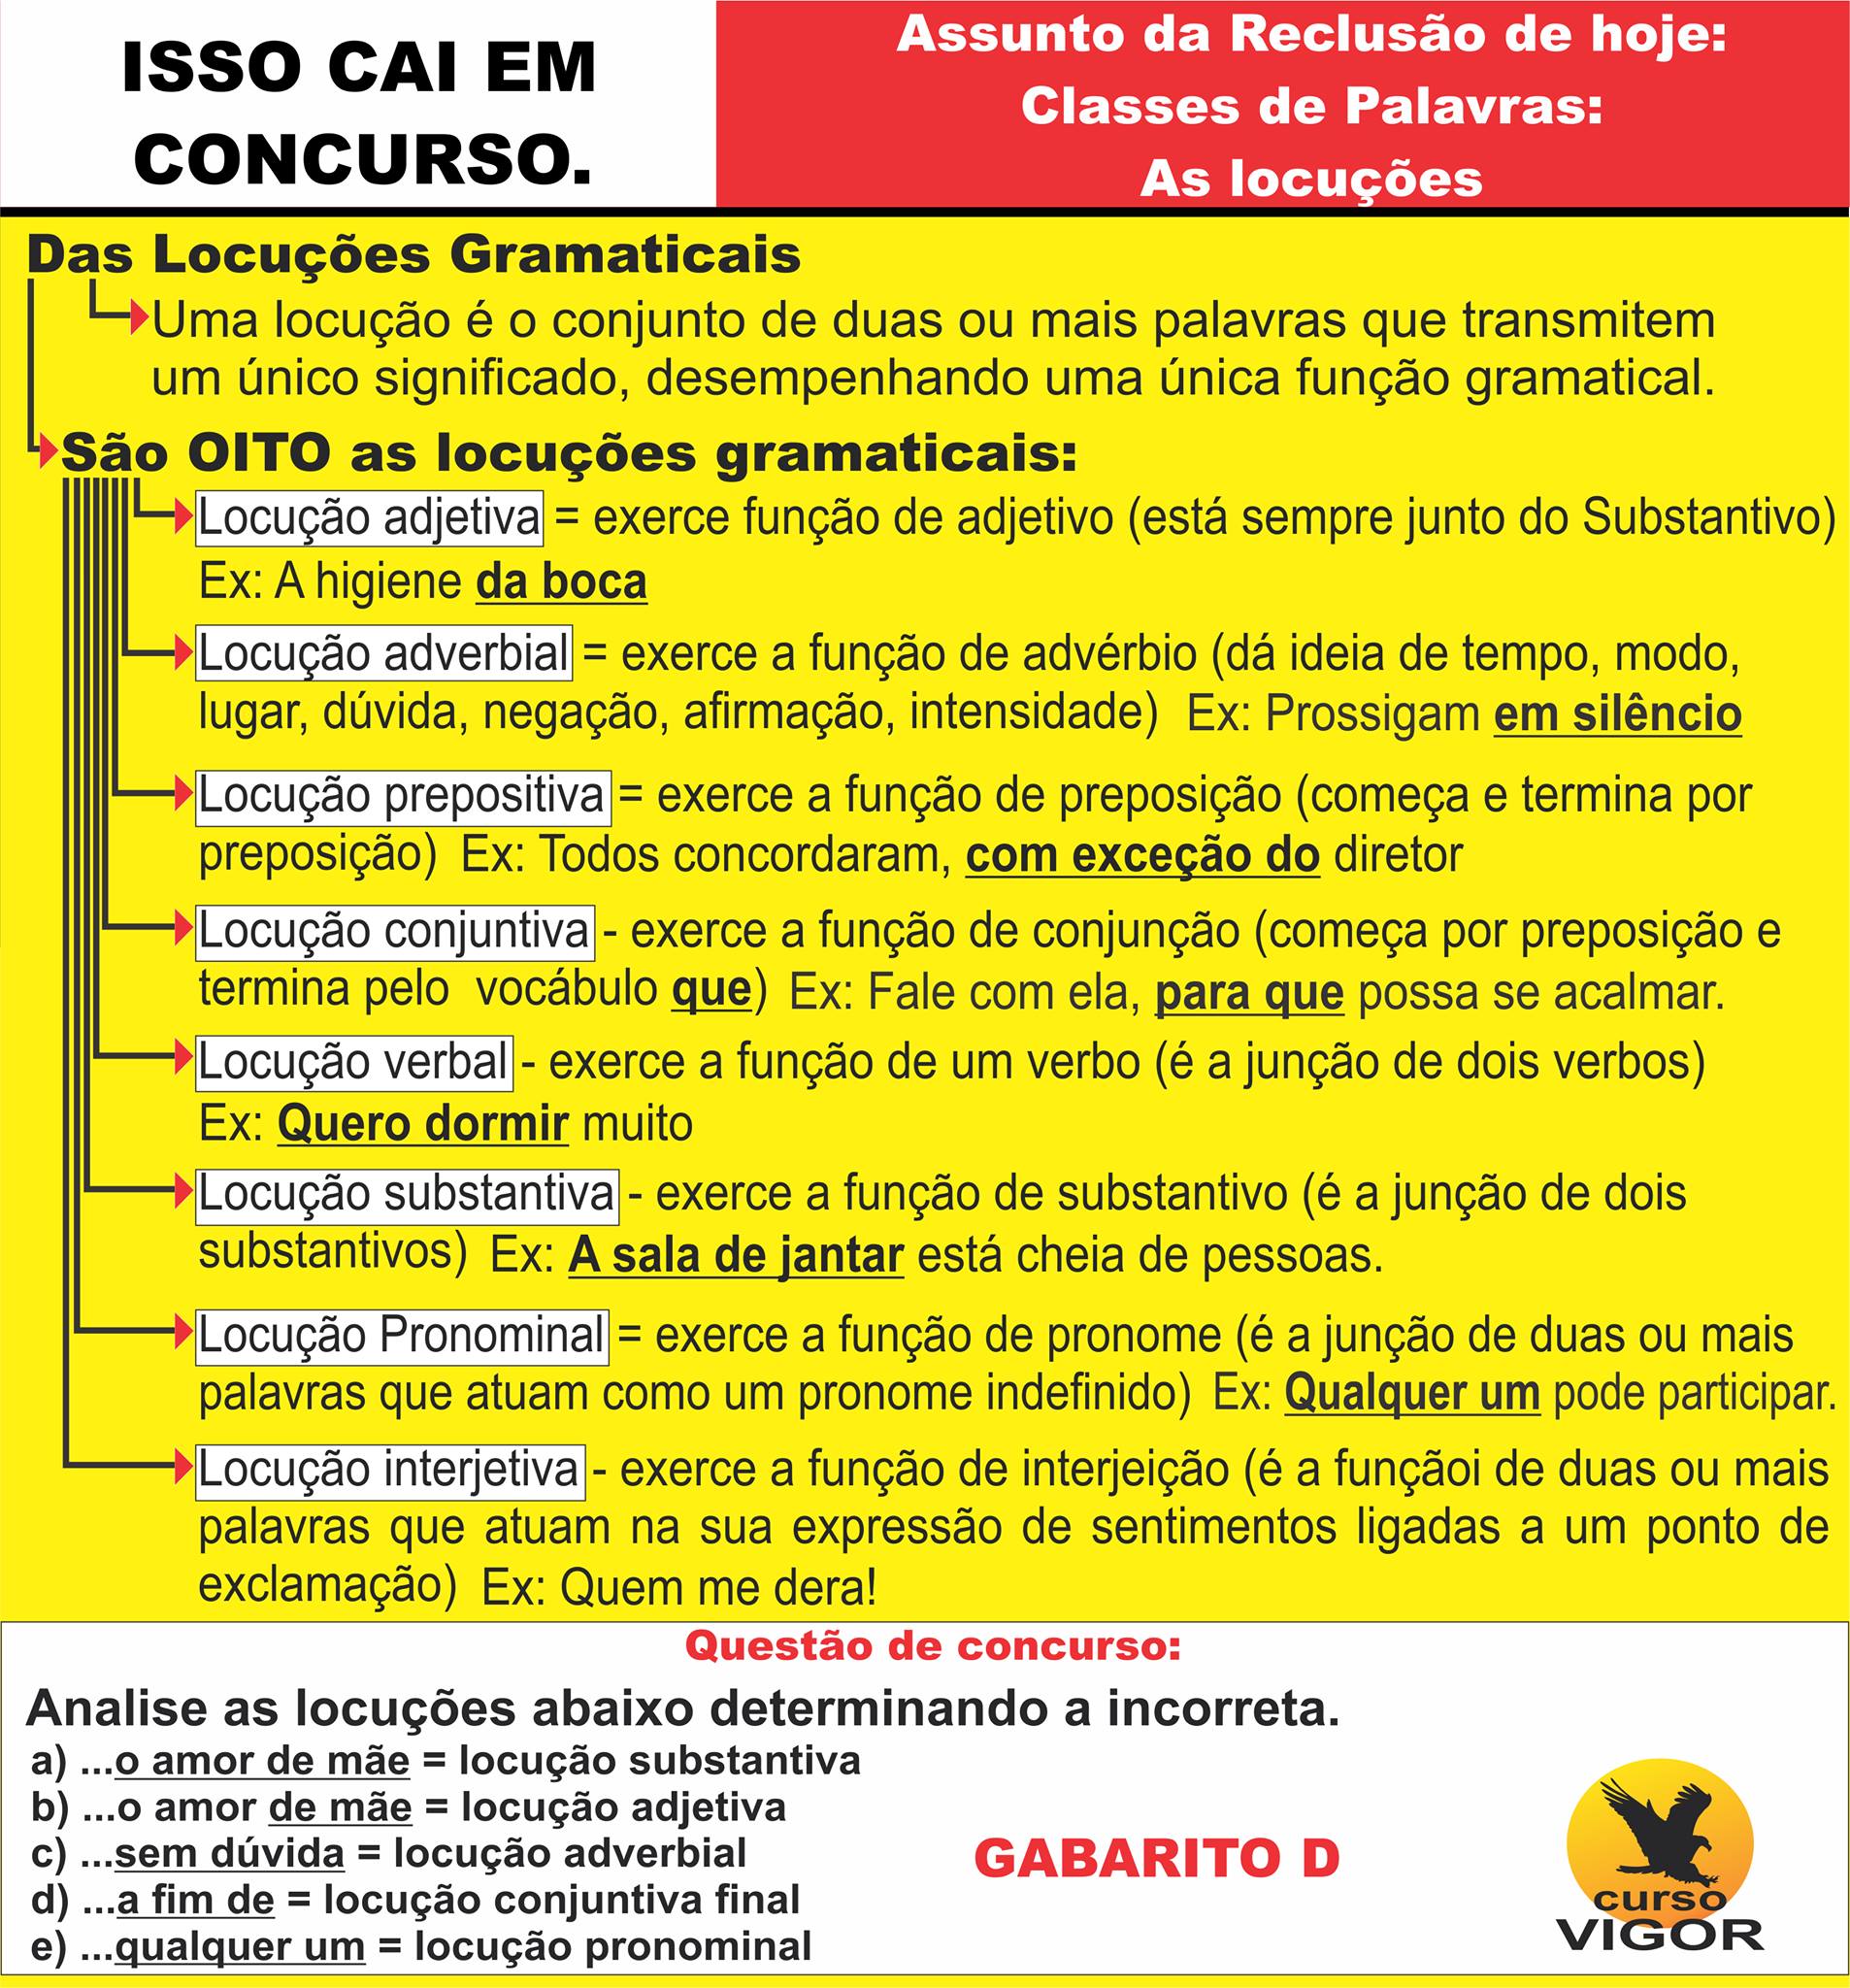 ISSO CAI EM
CONCURSO.
Assunto da Reclusão de hoje:
Classes de Palavras:
As locuções
Das Locuções Gramaticais
Uma locução é o conjunto de duas ou mais palavras que transmitem
um único significado, desempenhando uma única função gramatical.
São OITO as locuções gramaticais:
Locução adjetiva = exerce função de adjetivo (está sempre junto do Substantivo)
Ex: A higiene da boca
Locução adverbial = exerce a função de advérbio (dá ideia de tempo, modo,
lugar, dúvida, negação, afirmação, intensidade) Ex: Prossigam em silêncio
Locução prepositiva = exerce a função de preposição (começa e termina por
preposição) Ex: Todos concordaram, com exceção do diretor
Locução conjuntiva - exerce a função de conjunção (começa por preposição e
termina pelo vocábulo que) Ex: Fale com ela, para que possa se acalmar.
Locução verbal - exerce a função de um verbo (é a junção de dois verbos)
Ex: Quero dormir muito
Locução substantiva - exerce a função de substantivo (é a junção de dois
substantivos) Ex: A sala de jantar está cheia de pessoas.
Locução Pronominal = exerce a função de pronome (é a junção de duas ou mais
palavras que atuam como um pronome indefinido) Ex: Qualquer um pode participar.
Locução interjetiva - exerce a função de interjeição (é a funçãoi de duas ou mais
palavras que atuam na sua expressão de sentimentos ligadas a um ponto de
exclamação) Ex: Quem me dera!
Questão de concurso:
Analise as locuções abaixo determinando a incorreta.
a) ...o amor de mãe = locução substantiva
b) ...o amor de mãe = locução adjetiva
c) ...sem dúvida = locução adverbial
d) ...a fim de = locução conjuntiva final
e) ...qualquer um = locução pronominal
GABARITO D
curso
VIGOR